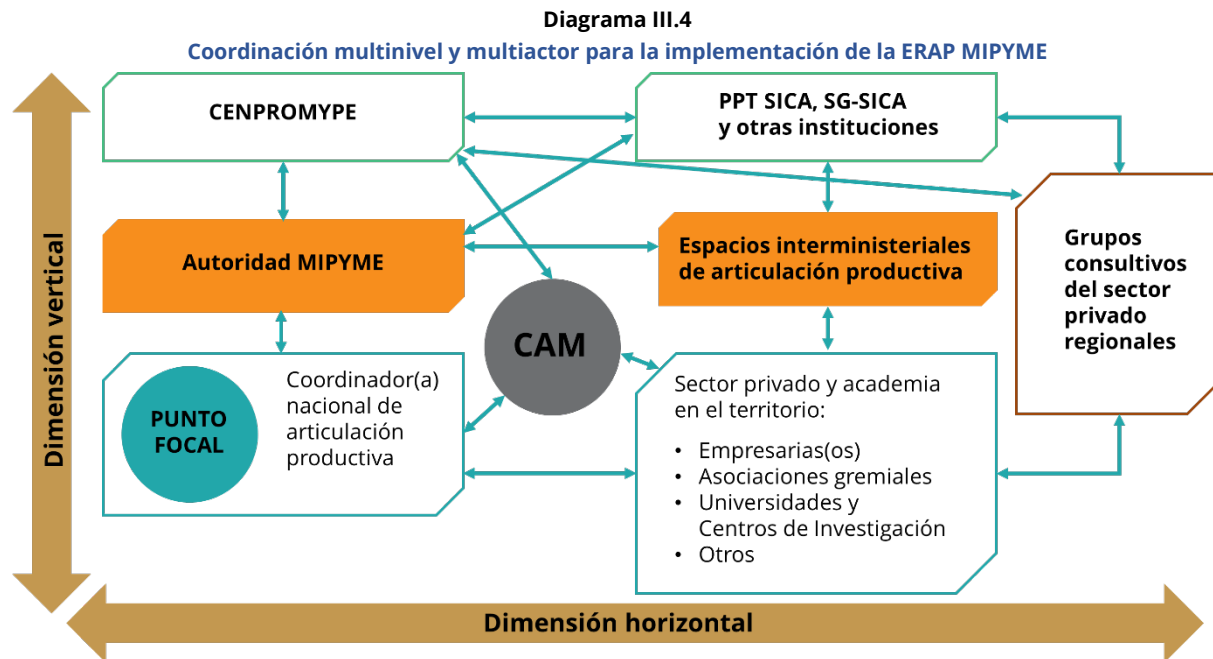 Diagrama III.4
Coordinación multinivel y multiactor para la implementación de la ERAP MIPYME
Dimensión vertical
CENPROMYPE
PPT SICA, SG-SICA
y otras instituciones
Autoridad MIPYME
Espacios interministeriales
de articulación productiva
Grupos
consultivos
del sector
privado
regionales
CAM
PUNTO
FOCAL
Coordinador(a)
nacional de
articulación
productiva
Sector privado y academia
en el territorio:
• Empresarias(os)
• Asociaciones gremiales
• Universidades y
Centros de Investigación
• Otros
Dimensión horizontal